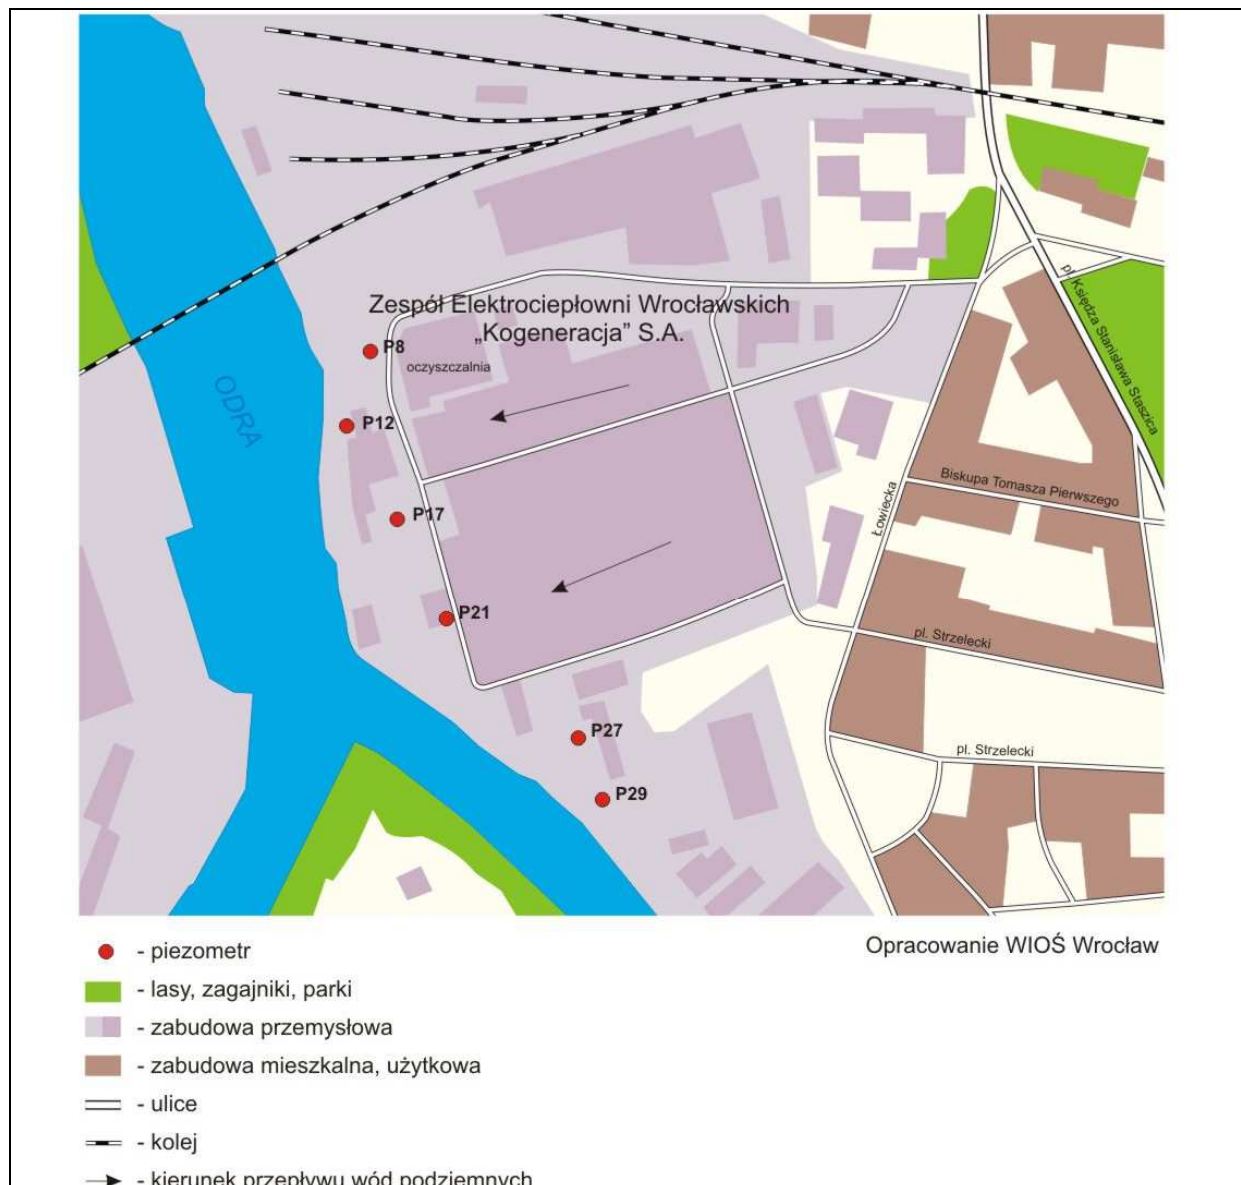 Zespół Elektrociepłowni Wrocławskich
„Kogeneracja” S.A.
P8
oczyszczalnia
ODRA
P12
P17
P21
P27
P29
pl. Księdza Stanisława Staszica
Biskupa Tomasza Pierwszego
Łowiecka
pl. Strzelecki
pl. Strzelecki
Opracowanie WIOŚ Wrocław
- piezometr
- lasy, zagajniki, parki
- zabudowa przemysłowa
- zabudowa mieszkalna, użytkowa
- ulice
- kolej
- kierunek przepływu wód podziemnych